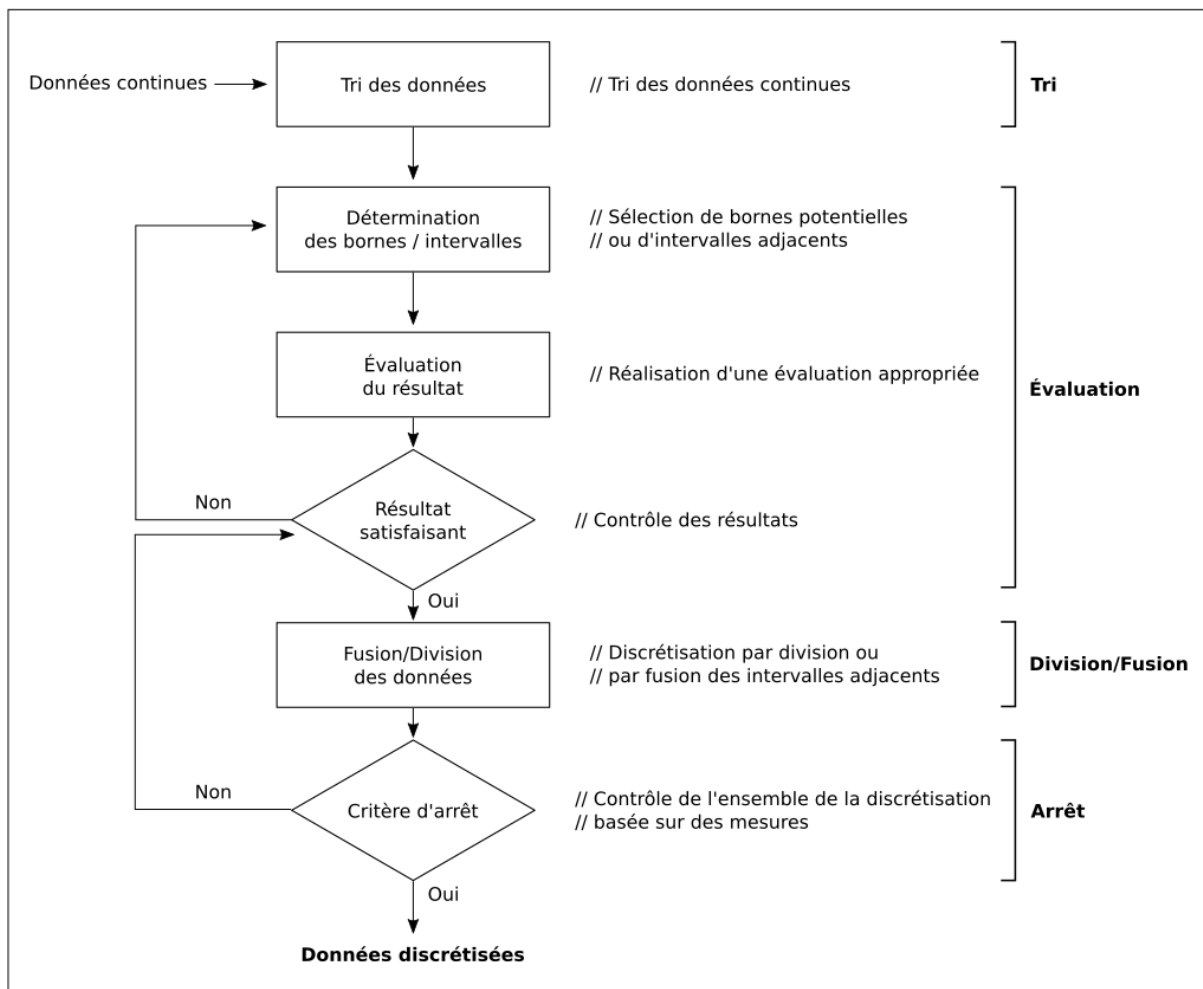 Données continues
Tri des données
// Tri des données continues
Tri
Détermination
des bornes / intervalles
// Sélection de bornes potentielles
// ou d'intervalles adjacents
Évaluation
du résultat
// Réalisation d'une évaluation appropriée
Évaluation
Non
Résultat
satisfaisant
// Contrôle des résultats
Oui
Fusion/Division
des données
// Discrétisation par division ou
// par fusion des intervalles adjacents
Division/Fusion
Non
Critère d'arrêt
// Contrôle de l'ensemble de la discrétisation
// basée sur des mesures
Arrêt
Oui
Données discrétisées